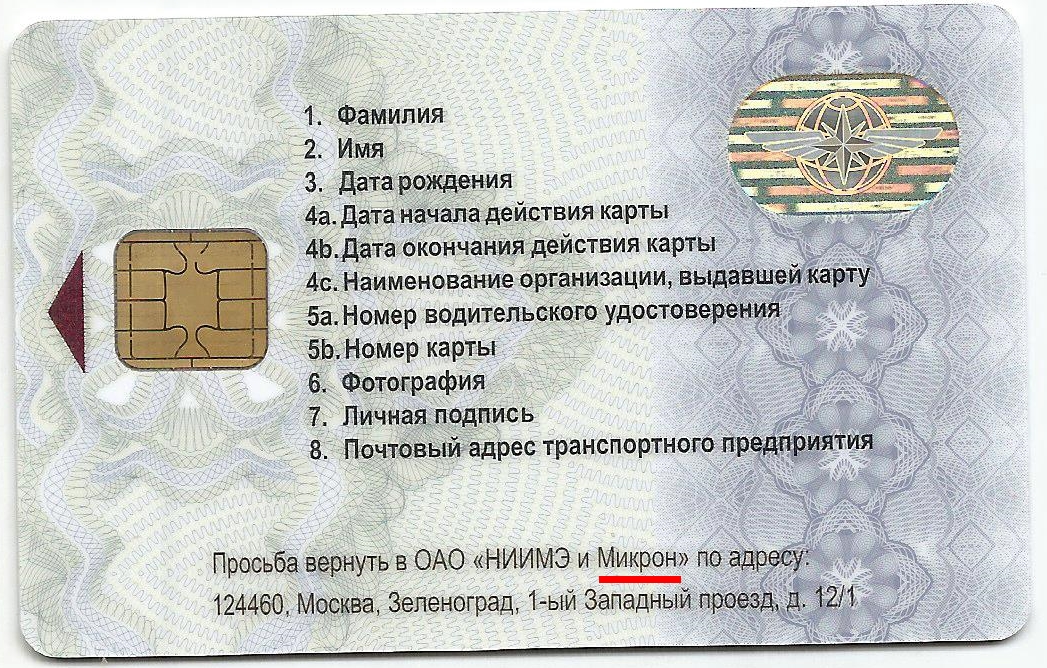 1. Фамилия
2. Имя
3. Дата рождения
4a. Дата начала действия карты
4b. Дата окончания действия карты
4c. Наименование организации, выдавшей карту
5a. Номер водительского удостоверения
5b. Номер карты
6. Фотография
7. Личная подпись
8. Почтовый адрес транспортного предприятия
Просьба вернуть в ОАО «НИИМЭ и Микрон» по адресу:
124460, Москва, Зеленоград, 1-ый Западный проезд, д. 12/1